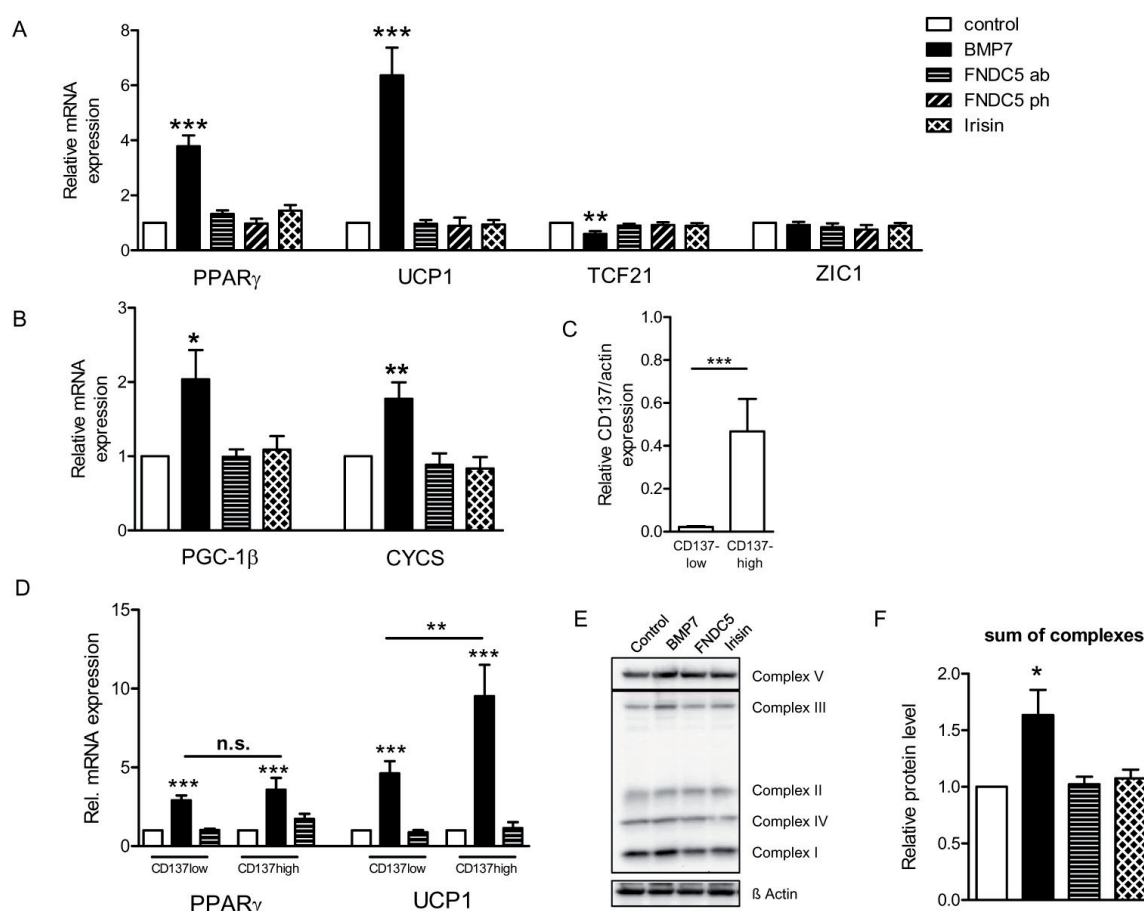 A
Relative mRNA
expression
8
6
4
2
0
***
***
**
PPARγ
UCP1
TCF21
ZIC1
control
BMP7
FNDC5 ab
FNDC5 ph
Irisin
B
Relative mRNA
expression
3
2
1
0
*
**
PGC-1β
CYCS
C
Relative CD137/actin
expression
1.0
0.8
0.6
0.4
0.2
0.0
***
CD137-
low
CD137-
high
D
Rel. mRNA expression
15
10
5
0
***
n.s.
***
***
**
***
CD137low
CD137high
CD137low
CD137high
PPARγ
UCP1
E
Control
BMP7
FNDC5
Irisin
Complex V
Complex III
Complex II
Complex IV
Complex I
ß Actin
F
sum of complexes
Relative protein level
2.0
1.5
1.0
0.5
0.0
*